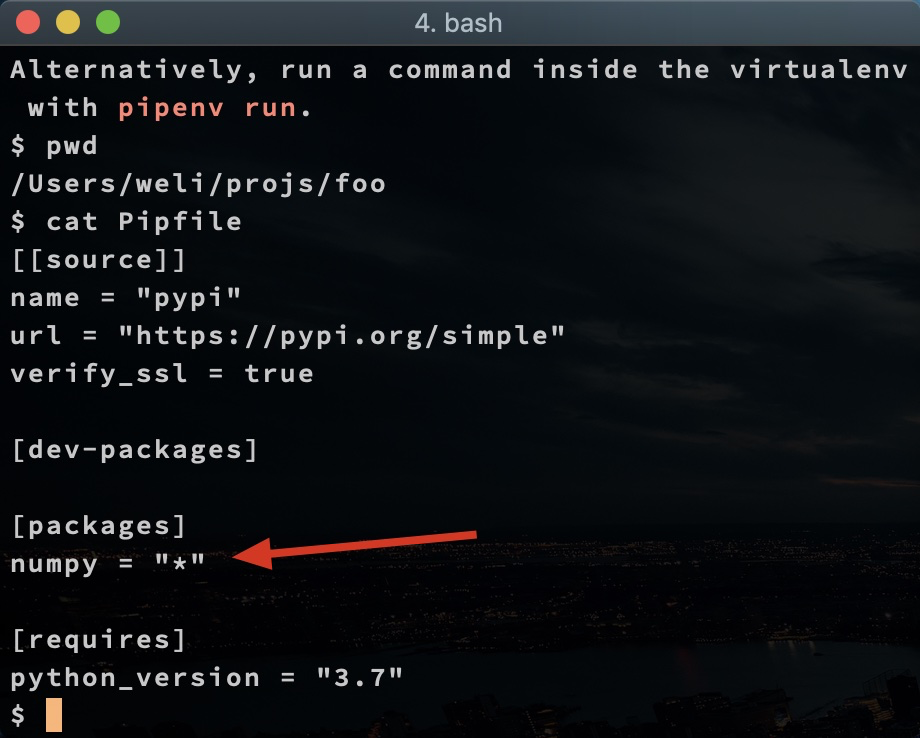 4. bash
Alternatively, run a command inside the virtualenv
with pipenv run.
$ pwd
/Users/weli/projs/foo
$ cat Pipfile
[[source]]
name = "pypi"
url = "https://pypi.org/simple"
verify_ssl = true
[dev-packages]
[packages]
numpy = "*"
[requires]
python_version = "3.7"
$